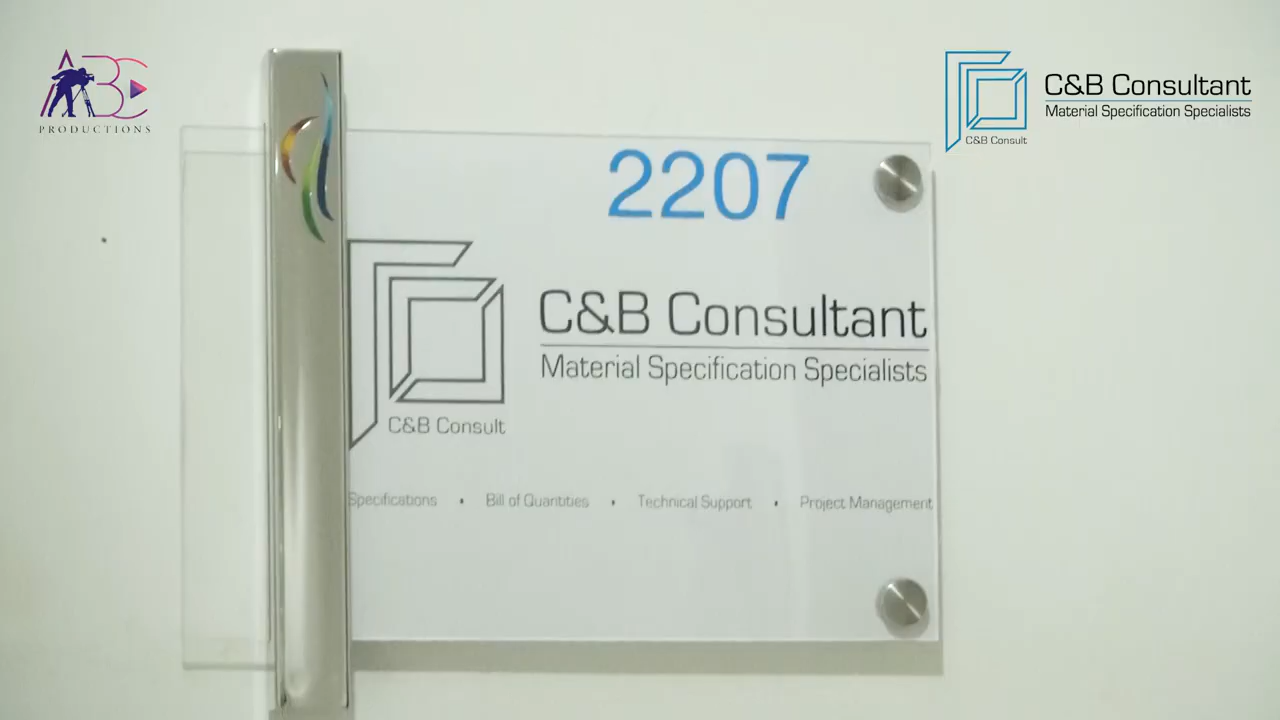 ABC
PRODUCTIONS
C&B Consultant
Material Specification Specialists
C&B Consult
2207
C&B Consultant
Material Specification Specialists
C&B Consult
Specifications • Bill of Quantities • Technical Support • Project Management